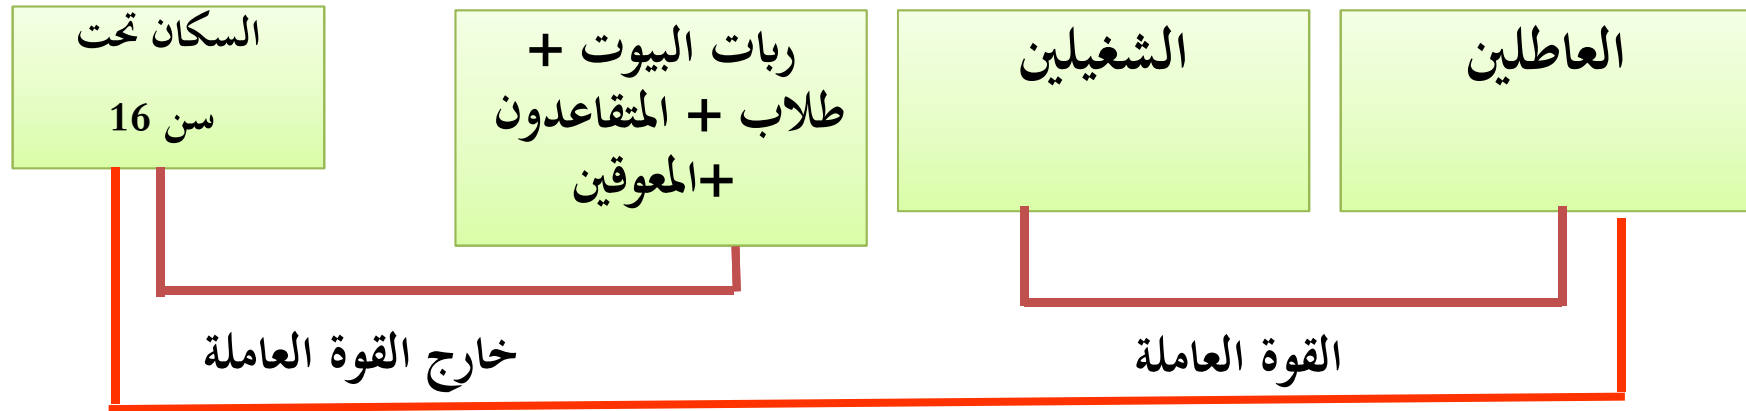 العاطلين
الشغيلين
ربات البيوت +
طلاب + المتقاعدون
+المعوقين
السكان تحت
سن 16
القوة العاملة
خارج القوة العاملة